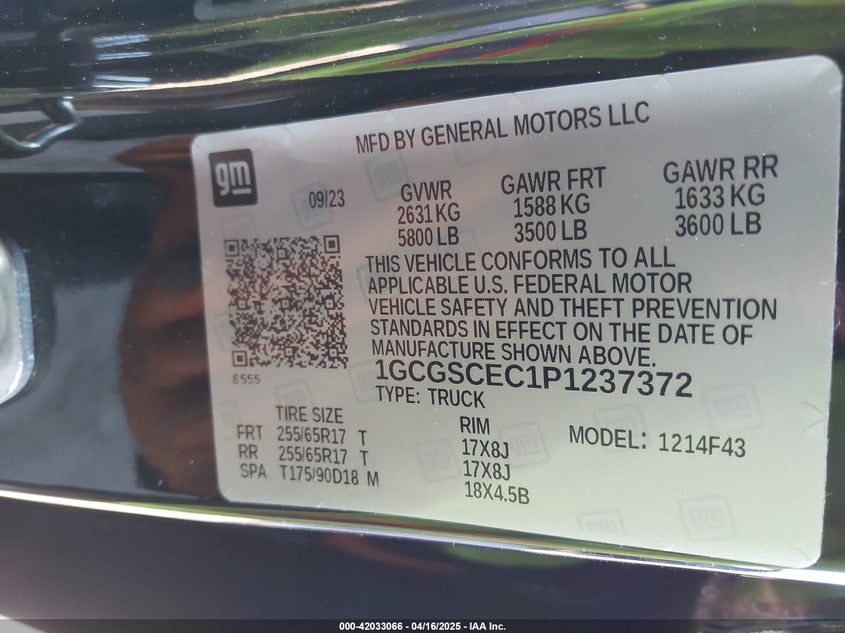 MFD BY GENERAL MOTORS LLC
gm
09/23
GVWR GAWR FRT GAWR RR
2631 KG 1588 KG 1633 KG
5800 LB 3500 LB 3600 LB
THIS VEHICLE CONFORMS TO ALL
APPLICABLE U.S. FEDERAL MOTOR
VEHICLE SAFETY AND THEFT PREVENTION
STANDARDS IN EFFECT ON THE DATE OF
MANUFACTURE SHOWN ABOVE.
8555
1GCGSCEC1P1237372
TYPE: TRUCK
TIRE SIZE RIM
FRT 255/65R17 T 17X8J
RR 255/65R17 T 17X8J
SPA T175/90D18 M 18X4.5B
MODEL: 1214F43
000-42033066 - 04/16/2025 - IAA Inc.